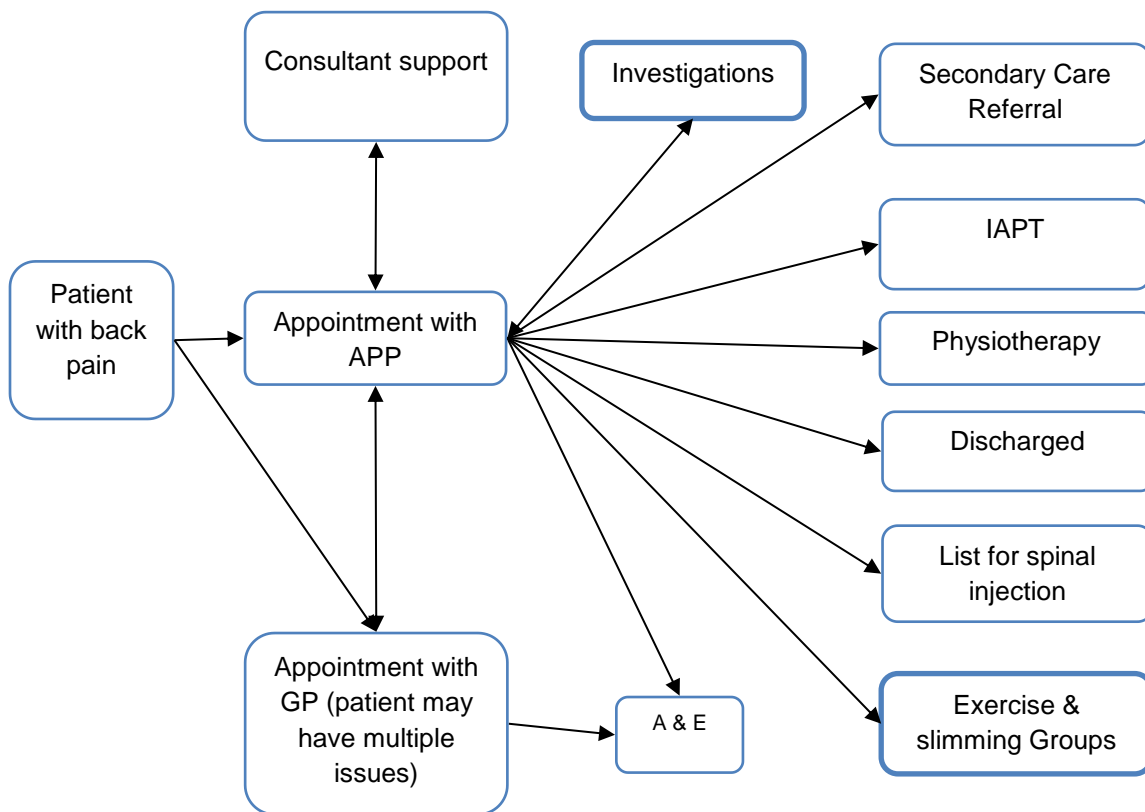 Consultant support
Investigations
Secondary Care
Referral
IAPT
Patient
with back
pain
Appointment with
APP
Physiotherapy
Discharged
List for spinal
injection
Appointment with
GP (patient may
have multiple
issues)
A & E
Exercise &
slimming Groups